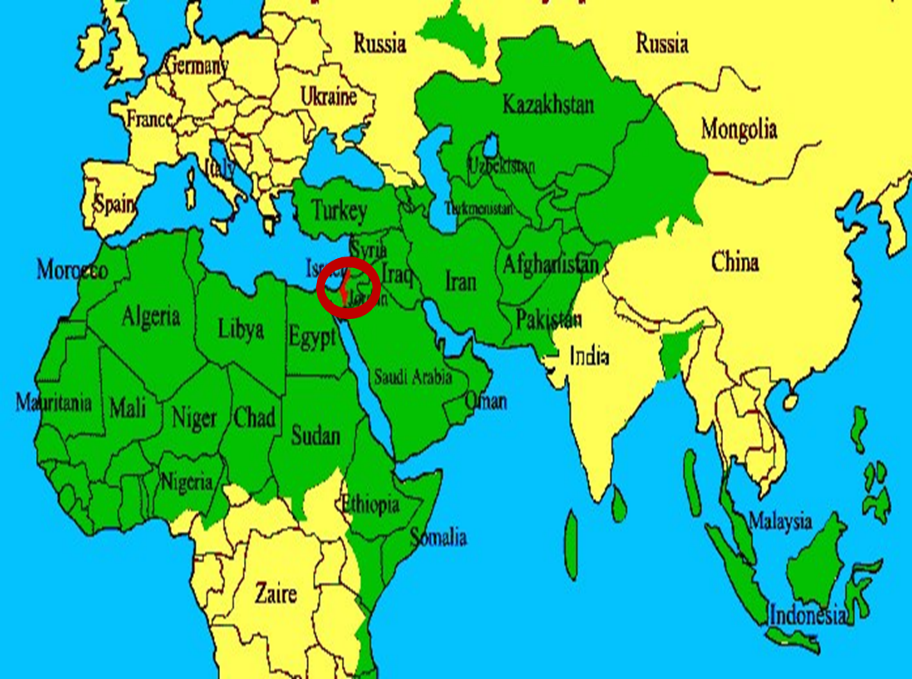 Russia
Russia
Germany
Ukraine
Kazakhstan
France
Mongolia
Italy
Uzbekistan
Spain
Turkey
Turkmenistan
Syria
Morocco
Israel
Iraq
Iran
Afghanistan
China
Jordan
Algeria
Libya
Egypt
Pakistan
India
Saudi Arabia
Mauritania
Mali
Niger
Chad
Oman
Sudan
Nigeria
Ethiopia
Somalia
Malaysia
Zaire
Indonesia